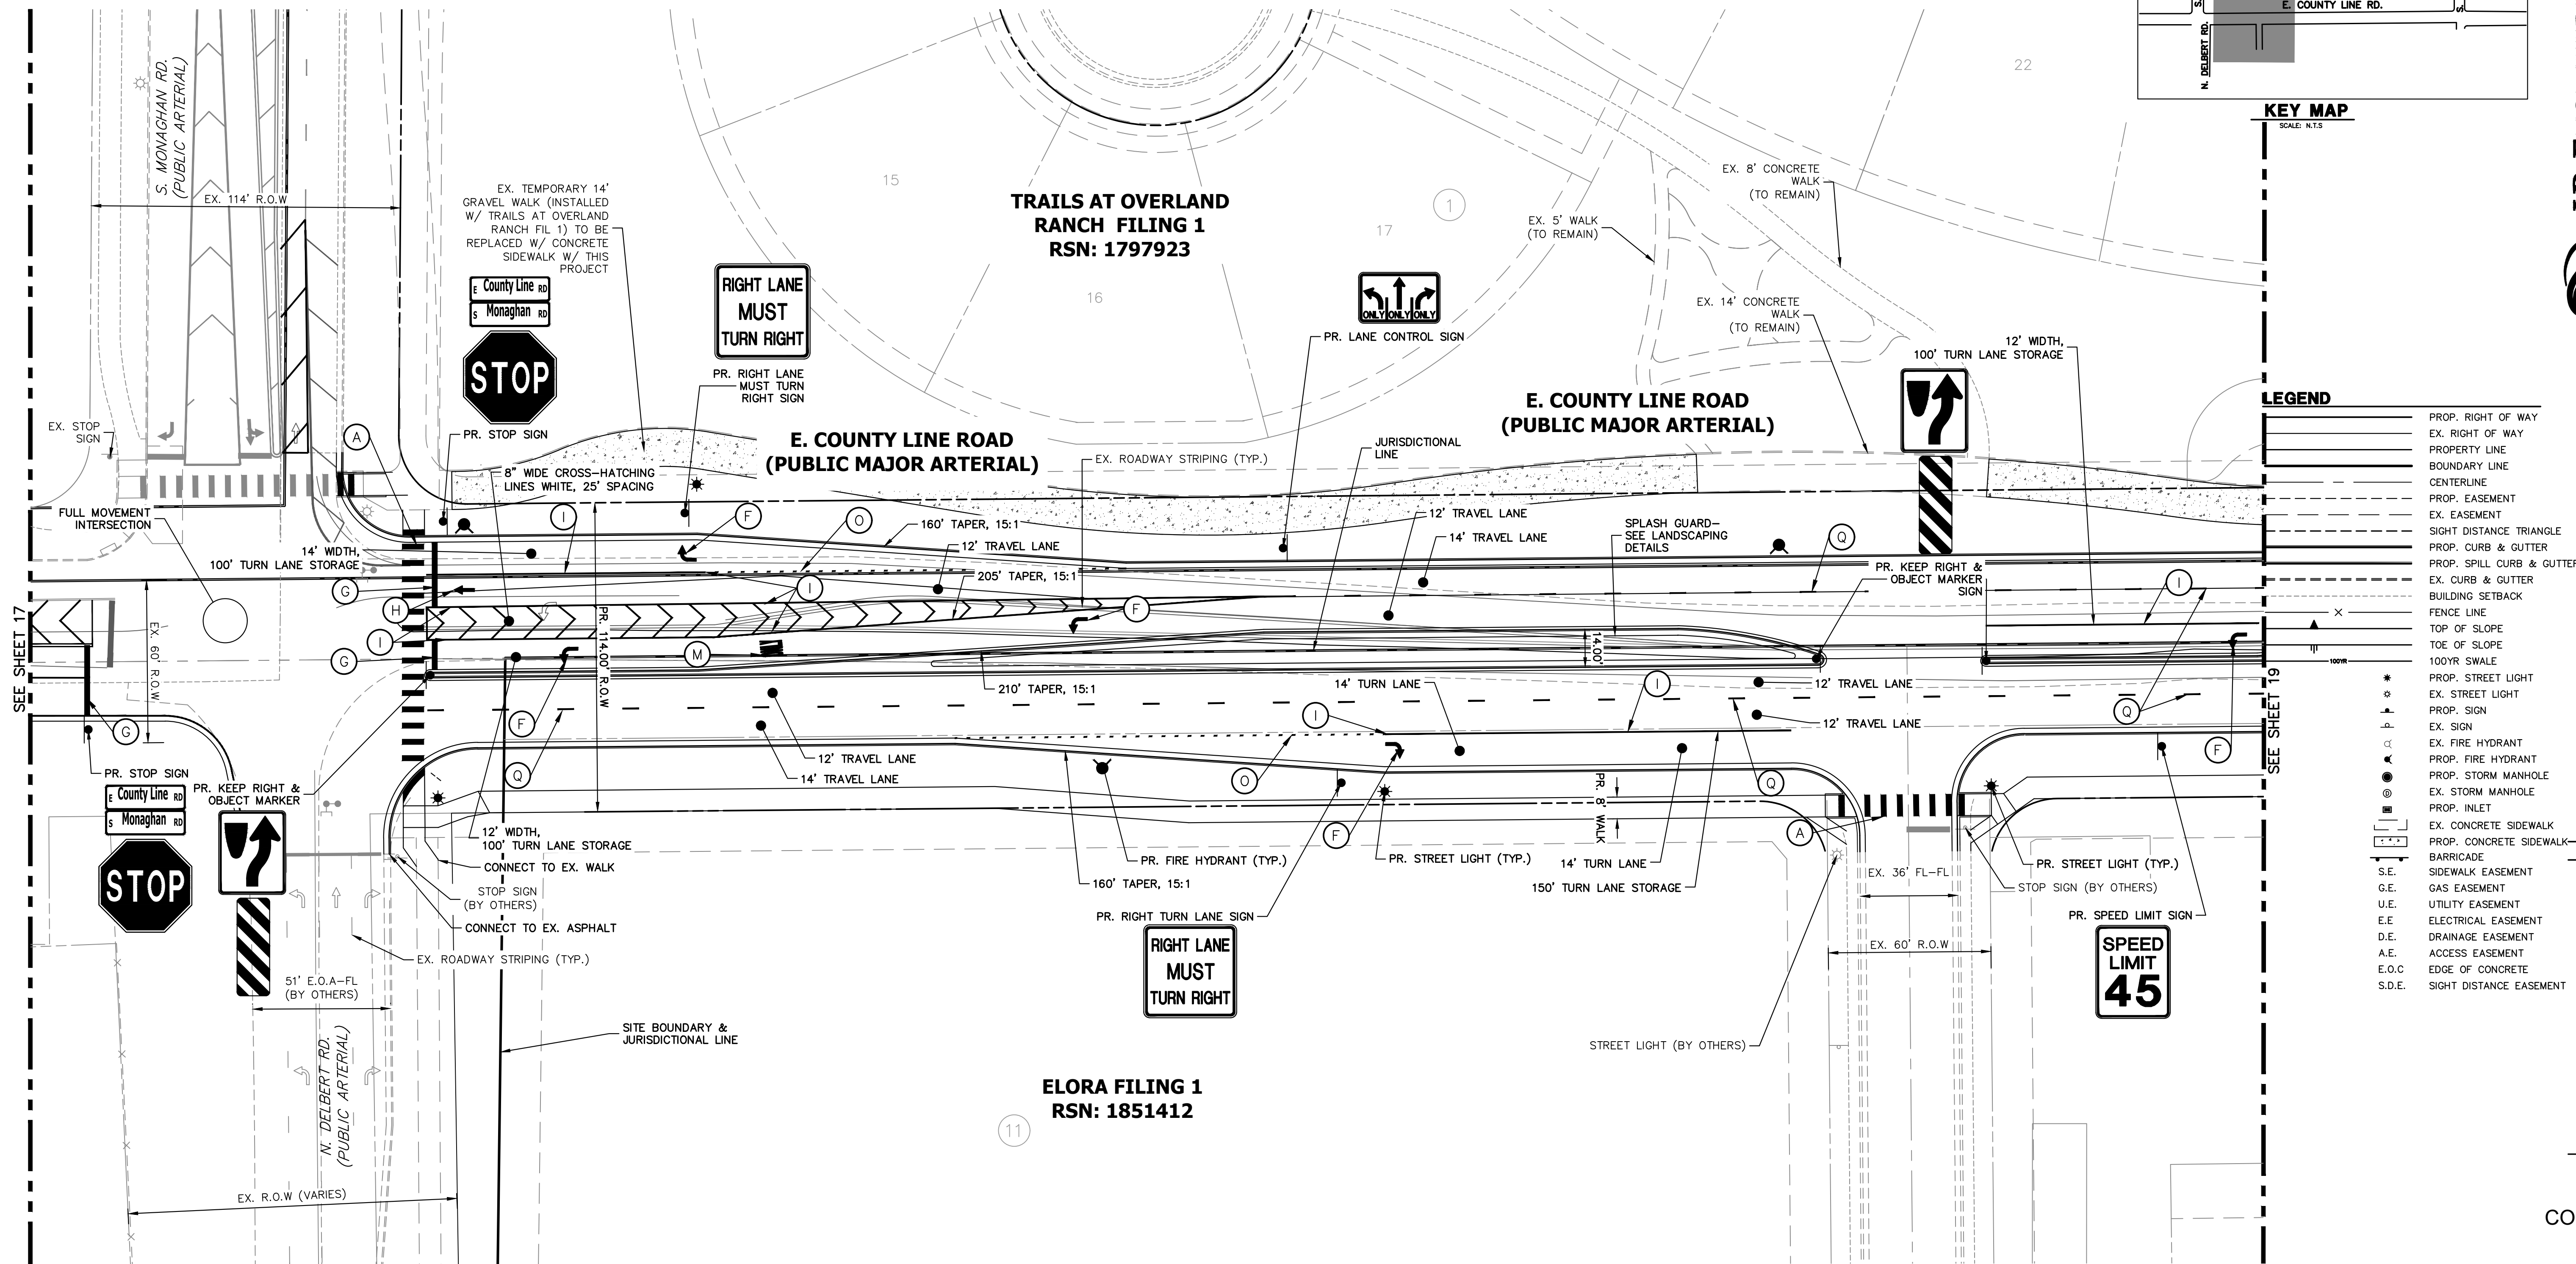 S. MONAGHAN RD.
(PUBLIC ARTERIAL)
EX. 114' R.O.W
EX. TEMPORARY 14'
GRAVEL WALK (INSTALLED
W/ TRAILS AT OVERLAND
RANCH FIL 1) TO BE
REPLACED W/ CONCRETE
SIDEWALK W/ THIS
PROJECT
E County Line RD
S Monaghan RD
STOP
PR. STOP SIGN
RIGHT LANE
MUST
TURN RIGHT
PR. RIGHT LANE
MUST TURN
RIGHT SIGN
15
16
17
22
1
TRAILS AT OVERLAND
RANCH FILING 1
RSN: 1797923
ONLY ONLY ONLY
PR. LANE CONTROL SIGN
EX. 5' WALK
(TO REMAIN)
EX. 8' CONCRETE
WALK
(TO REMAIN)
EX. 14' CONCRETE
WALK
(TO REMAIN)
12' WIDTH,
100' TURN LANE STORAGE
E. COUNTY LINE RD.
N. DELBERT RD.
S.
S.
KEY MAP
SCALE: N.T.S
EX. STOP
SIGN
A
8" WIDE CROSS-HATCHING
LINES WHITE, 25' SPACING
E. COUNTY LINE ROAD
(PUBLIC MAJOR ARTERIAL)
EX. ROADWAY STRIPING (TYP.)
JURISDICTIONAL
LINE
E. COUNTY LINE ROAD
(PUBLIC MAJOR ARTERIAL)
FULL MOVEMENT
INTERSECTION
14' WIDTH,
100' TURN LANE STORAGE
I
F
O
160' TAPER, 15:1
12' TRAVEL LANE
205' TAPER, 15:1
12' TRAVEL LANE
14' TRAVEL LANE
SPLASH GUARD-
SEE LANDSCAPING
DETAILS
Q
PR. KEEP RIGHT &
OBJECT MARKER
SIGN
I
G
H
I
G
I
F
M
SEE SHEET 17
EX. 60' R.O.W
PR. 114.00' R.O.W
14.00'
210' TAPER, 15:1
14' TURN LANE
I
12' TRAVEL LANE
12' TRAVEL LANE
Q
F
SEE SHEET 19
G
F
I
Q
12' TRAVEL LANE
14' TRAVEL LANE
O
Q
PR. STOP SIGN
E County Line RD
S Monaghan RD
STOP
PR. KEEP RIGHT &
OBJECT MARKER
12' WIDTH,
100' TURN LANE STORAGE
CONNECT TO EX. WALK
STOP SIGN
(BY OTHERS)
CONNECT TO EX. ASPHALT
EX. ROADWAY STRIPING (TYP.)
51' E.O.A-FL
(BY OTHERS)
N. DELBERT RD.
(PUBLIC ARTERIAL)
EX. R.O.W (VARIES)
SITE BOUNDARY &
JURISDICTIONAL LINE
PR. FIRE HYDRANT (TYP.)
160' TAPER, 15:1
F
PR. STREET LIGHT (TYP.)
PR. RIGHT TURN LANE SIGN
RIGHT LANE
MUST
TURN RIGHT
PR. 8' WALK
14' TURN LANE
150' TURN LANE STORAGE
A
EX. 36' FL-FL
EX. 60' R.O.W
PR. STREET LIGHT (TYP.)
STOP SIGN (BY OTHERS)
PR. SPEED LIMIT SIGN
SPEED
LIMIT
45
STREET LIGHT (BY OTHERS)
ELORA FILING 1
RSN: 1851412
11
LEGEND
PROP. RIGHT OF WAY
EX. RIGHT OF WAY
PROPERTY LINE
BOUNDARY LINE
CENTERLINE
PROP. EASEMENT
EX. EASEMENT
SIGHT DISTANCE TRIANGLE
PROP. CURB & GUTTER
PROP. SPILL CURB & GUTTER
EX. CURB & GUTTER
BUILDING SETBACK
FENCE LINE
TOP OF SLOPE
TOE OF SLOPE
100YR 100YR SWALE
PROP. STREET LIGHT
EX. STREET LIGHT
PROP. SIGN
EX. SIGN
EX. FIRE HYDRANT
PROP. FIRE HYDRANT
PROP. STORM MANHOLE
EX. STORM MANHOLE
PROP. INLET
EX. CONCRETE SIDEWALK
PROP. CONCRETE SIDEWALK
BARRICADE
S.E. SIDEWALK EASEMENT
G.E. GAS EASEMENT
U.E. UTILITY EASEMENT
E.E ELECTRICAL EASEMENT
D.E. DRAINAGE EASEMENT
A.E. ACCESS EASEMENT
E.O.C EDGE OF CONCRETE
S.D.E. SIGHT DISTANCE EASEMENT
CO